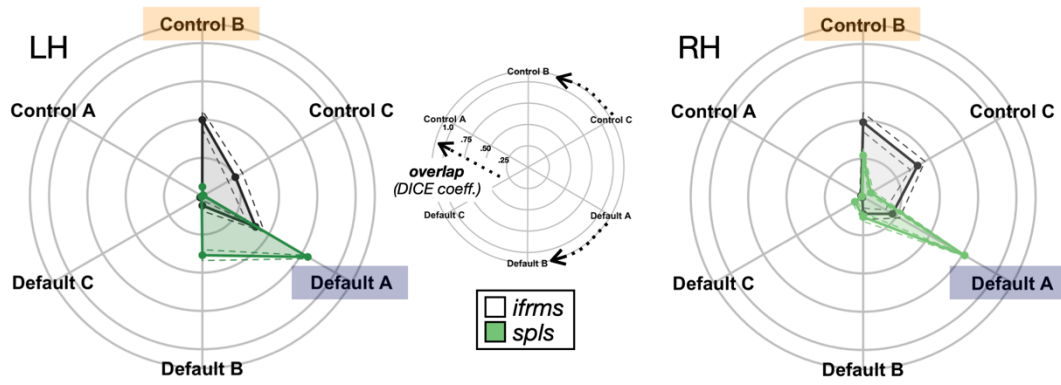 LH
Control B
Control A
Control C
Default C
Default A
Default B
Control B
Control A
Control C
1.0
.75
.50
.25
overlap
(DICE coeff.)
Default C
Default A
Default B
ifrms
spls
RH
Control B
Control A
Control C
Default C
Default A
Default B